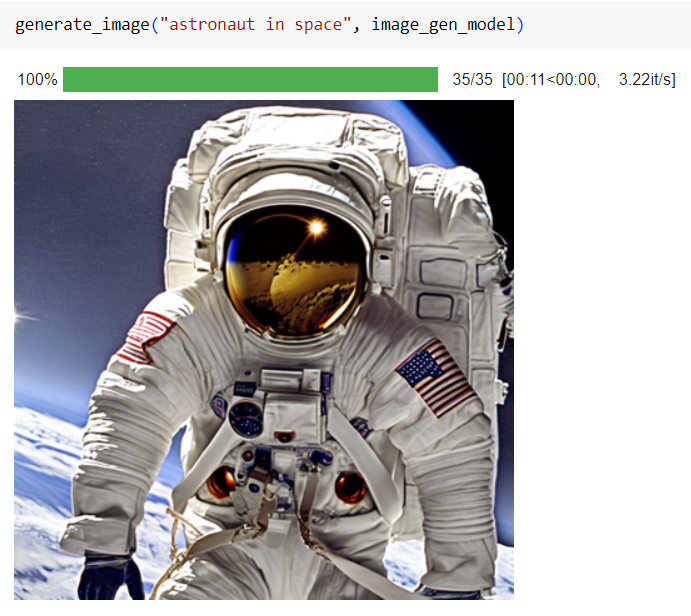 generate_image("astronaut in space", image_gen_model)
100% 35/35 [00:11<00:00, 3.22it/s]